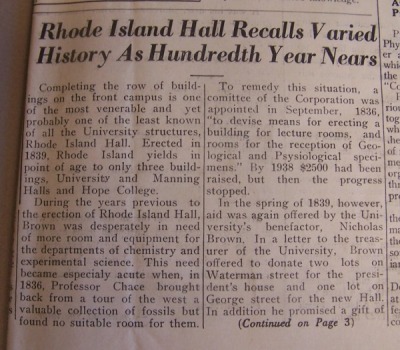 Rhode Island Hall Recalls Varied
History As Hundredth Year Nears
Completing the row of build-
ings on the front campus is one
of the most venerable and yet
probably one of the least known
of all the University structures,
Rhode Island Hall. Erected in
1839, Rhode Island yields in
point of age to only three build-
ings, University and Manning
Halls and Hope College.
During the years previous to
the erection of Rhode Island Hall,
Brown was desperately in need
of more room and equipment for
the departments of chemistry and
experimental science. This need
became especialy acute when, in
1836, Professor Chace brought
back from a tour of the west a
valuable collection of fossils but
found no suitable room for them.
To remedy this situation, a
comittee of the Corporation was
appointed in September, 1836,
"to devise means for erecting a
building for lecture rooms, and
rooms for the reception of Geo-
logical and Psysiological speci-
mens." By 1938 $2500 had been
raised, but then the progress
stopped.
In the spring of 1839, however,
aid was again offered by the Uni-
versity's benefactor, Nicholas
Brown. In a letter to the treas-
urer of the University, Brown
offered to donate two lots on
Waterman street for the presi-
dent's house and one lot on
George street for the new Hall.
In addition he promised a gift of
(Continued on Page 3)